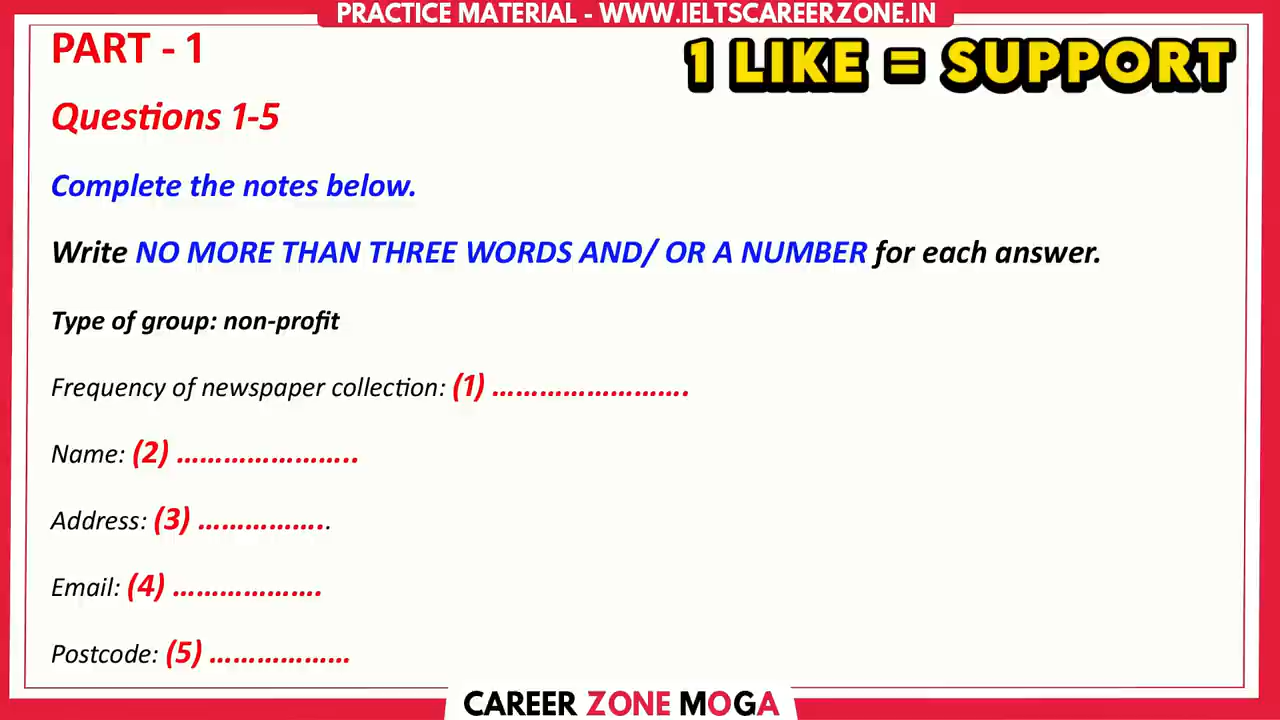 PRACTICE MATERIAL - WWW.IELTSCAREERZONE.IN
PART - 1
1 LIKE = SUPPORT
Questions 1-5
Complete the notes below.
Write NO MORE THAN THREE WORDS AND/ OR A NUMBER for each answer.
Type of group: non-profit
Frequency of newspaper collection: (1) …………………….
Name: (2) …………………..
Address: (3) ……………..
Email: (4) ……………….
Postcode: (5) ………………
CAREER ZONE MOGA